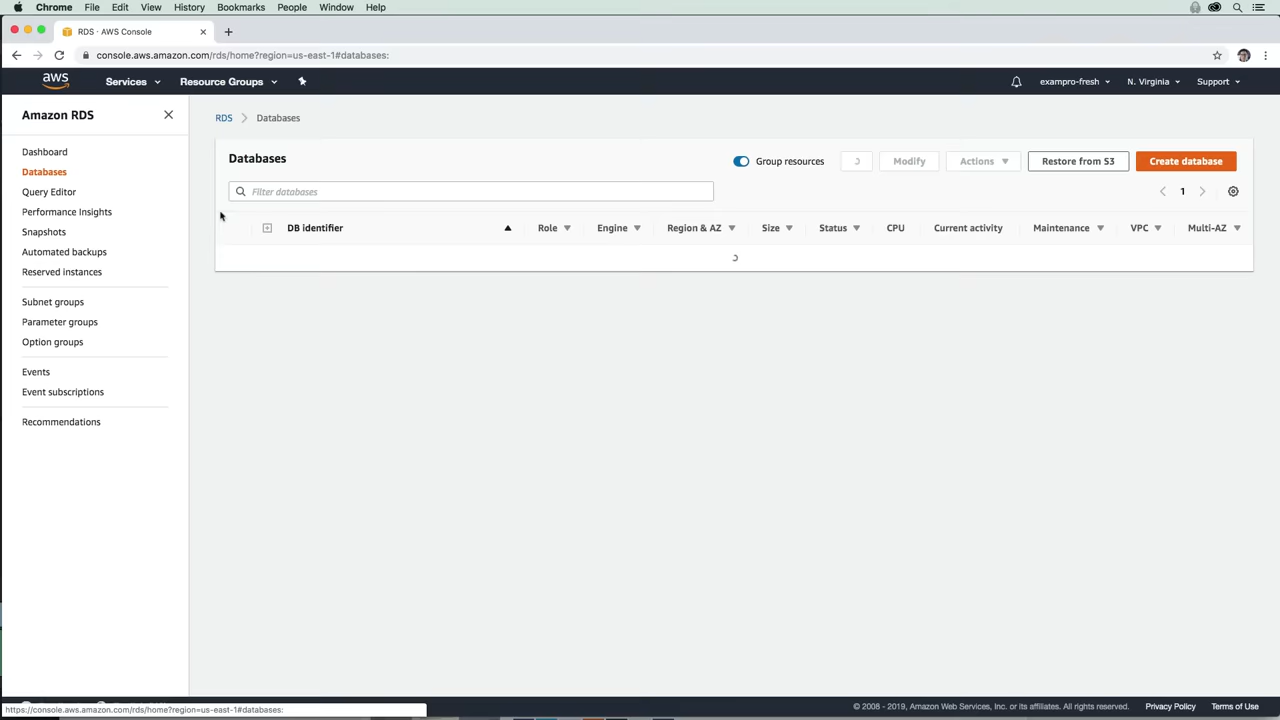 Chrome File Edit View History Bookmarks People Window Help
RDS · AWS Console
console.aws.amazon.com/rds/home?region=us-east-1#databases:
aws Services Resource Groups exampro-fresh N. Virginia Support
Amazon RDS
Dashboard
Databases
Query Editor
Performance Insights
Snapshots
Automated backups
Reserved instances
Subnet groups
Parameter groups
Option groups
Events
Event subscriptions
Recommendations
RDS Databases
Databases Group resources Modify Actions Restore from S3 Create database
Filter databases 1
DB identifier Role Engine Region & AZ Size Status CPU Current activity Maintenance VPC Multi-AZ
https://console.aws.amazon.com/rds/home?region=us-east-1#databases:
© 2008 - 2019, Amazon Web Services, Inc. or its affiliates. All rights reserved. Privacy Policy Terms of Use